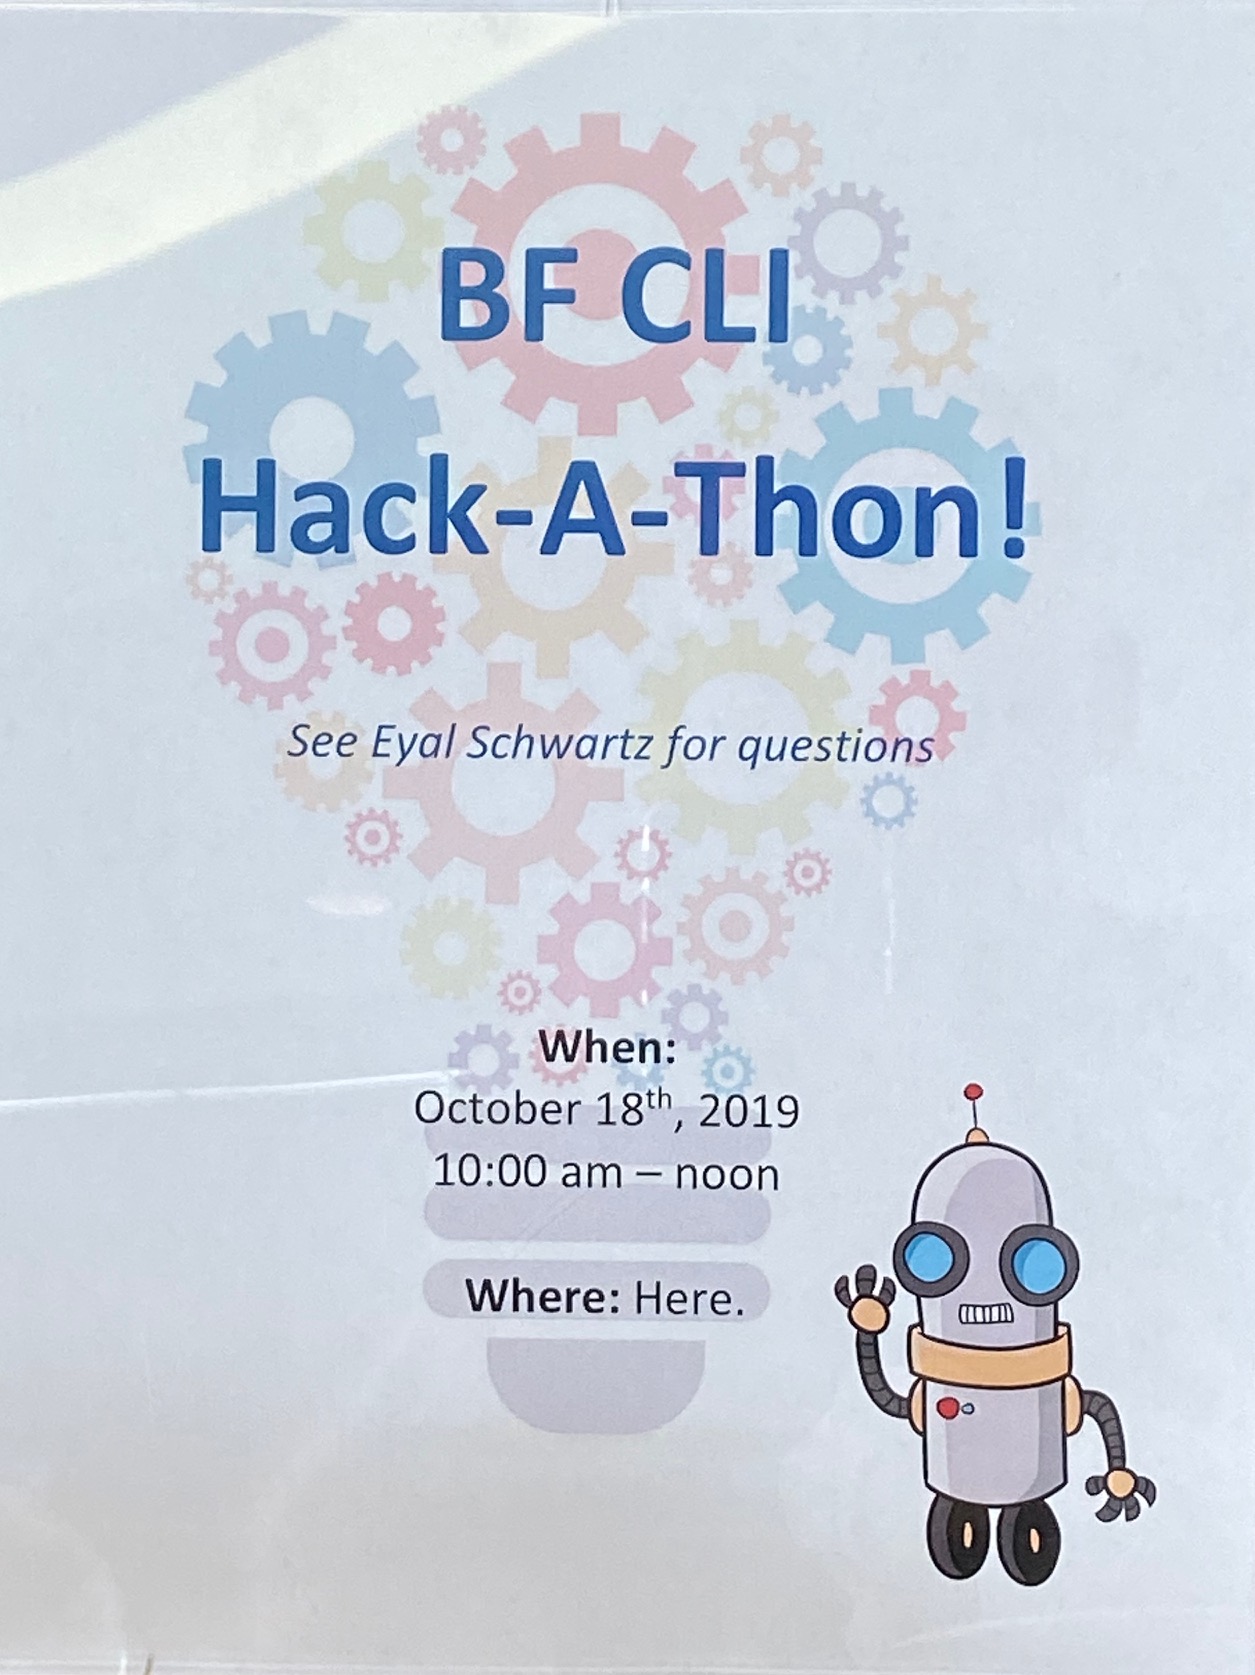 BF CLI
Hack-A-Thon!
See Eyal Schwartz for questions
When:
October 18th, 2019
10:00 am – noon
Where: Here.